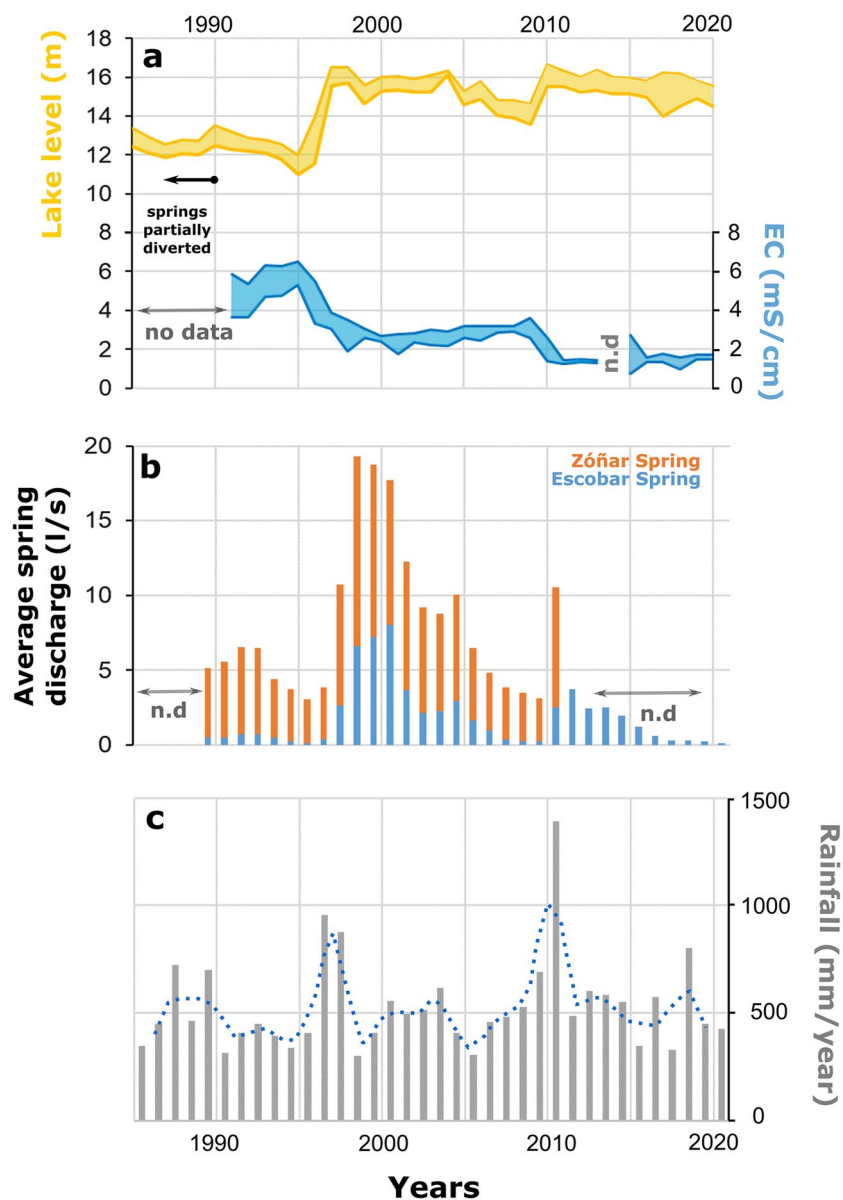 1990 2000 2010 2020
a
Lake level (m)
18
16
14
12
10
8
6
4
2
0
springs
partially
diverted
no data
n.d
8
6
4
2
0
EC (mS/cm)
b
Average spring
discharge (l/s)
20
15
10
5
0
Zóñar Spring
Escobar Spring
n.d
n.d
c
1500
1000
500
0
Rainfall (mm/year)
1990 2000 2010 2020
Years